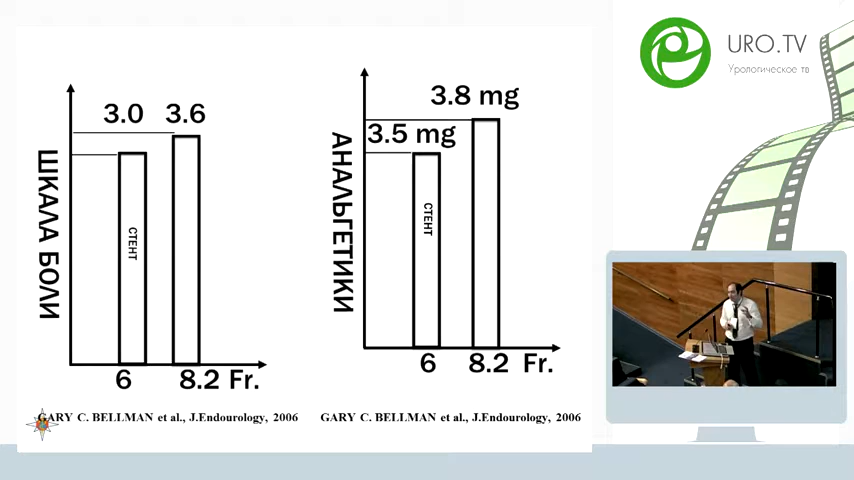 URO.TV
Урологическое тв
ШКАЛА БОЛИ
3.0 3.6
СТЕНТ
6 8.2 Fr.
GARY C. BELLMAN et al., J.Endourology, 2006
АНАЛЬГЕТИКИ
3.8 mg
3.5 mg
СТЕНТ
6 8.2 Fr.
GARY C. BELLMAN et al., J.Endourology, 2006